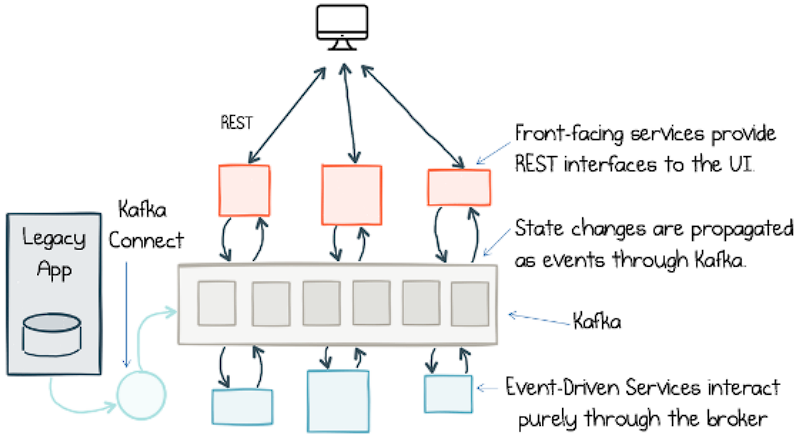 REST
Front-facing services provide
REST interfaces to the UI.
Kafka
Connect
Legacy
App
State changes are propagated
as events through Kafka.
Kafka
Event-Driven Services interact
purely through the broker